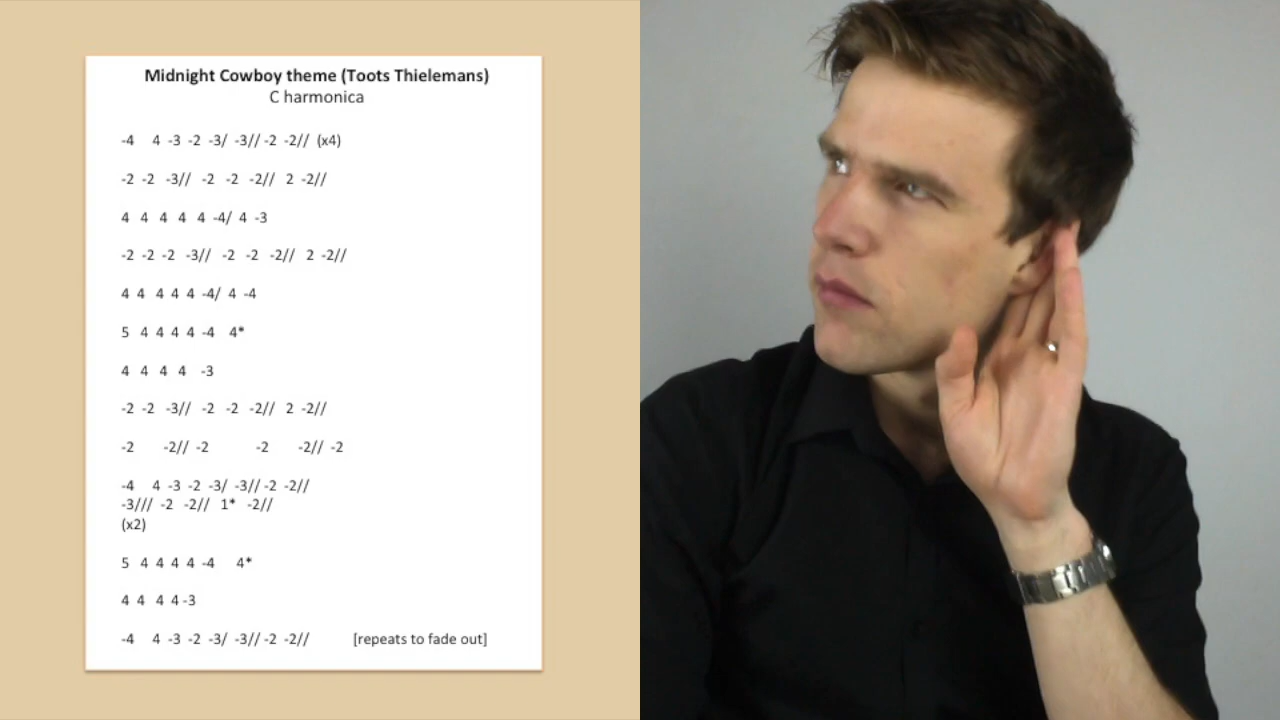 Midnight Cowboy theme (Toots Thielemans)
C harmonica
-4 4 -3 -2 -3/ -3// -2 -2// (x4)
-2 -2 -3// -2 -2 -2// 2 -2//
4 4 4 4 4 -4/ 4 -3
-2 -2 -2 -3// -2 -2 -2// 2 -2//
4 4 4 4 4 -4/ 4 -4
5 4 4 4 4 -4 4*
4 4 4 4 -3
-2 -2 -3// -2 -2 -2// 2 -2//
-2 -2// -2 -2 -2// -2
-4 4 -3 -2 -3/ -3// -2 -2//
-3/// -2 -2// 1* -2//
(x2)
5 4 4 4 4 -4 4*
4 4 4 4 -3
-4 4 -3 -2 -3/ -3// -2 -2// [repeats to fade out]